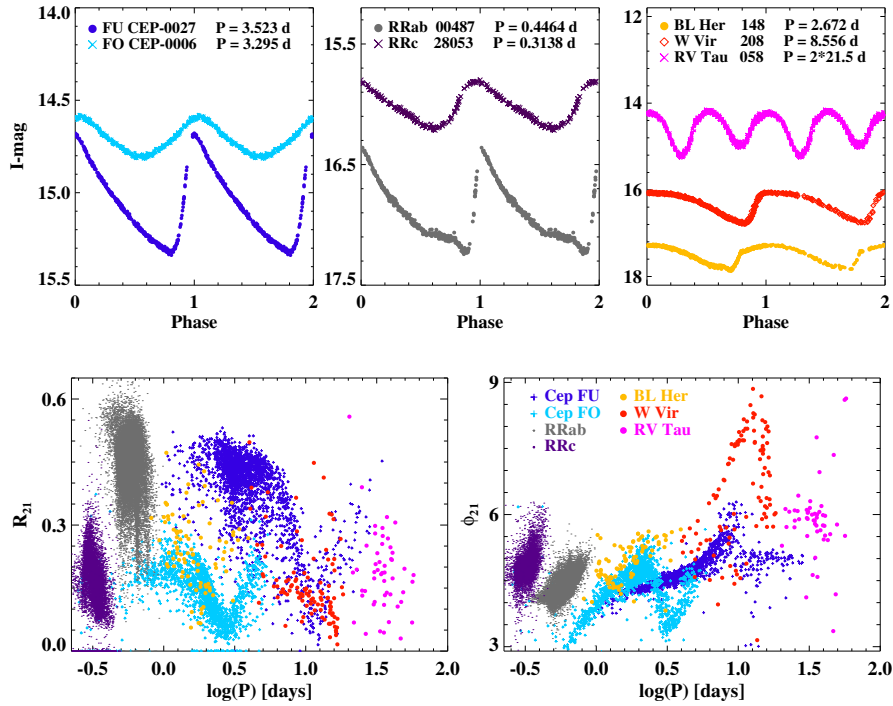 FU CEP-0027 P = 3.523 d
FO CEP-0006 P = 3.295 d
14.0
14.5
15.0
15.5
I-mag
0 1 2
Phase
RRab 00487 P = 0.4464 d
RRc 28053 P = 0.3138 d
15.5
16.5
17.5
0 1 2
Phase
BL Her 148 P = 2.672 d
W Vir 208 P = 8.556 d
RV Tau 058 P = 2*21.5 d
12
14
16
18
0 1 2
Phase
0.6
0.3
0.0
R21
-0.5 0.0 0.5 1.0 1.5 2.0
log(P) [days]
Cep FU BL Her
Cep FO W Vir
RRab RV Tau
RRc
9
6
3
ϕ21
0.0 0.5 1.0 1.5 2.0
-0.5
log(P) [days]